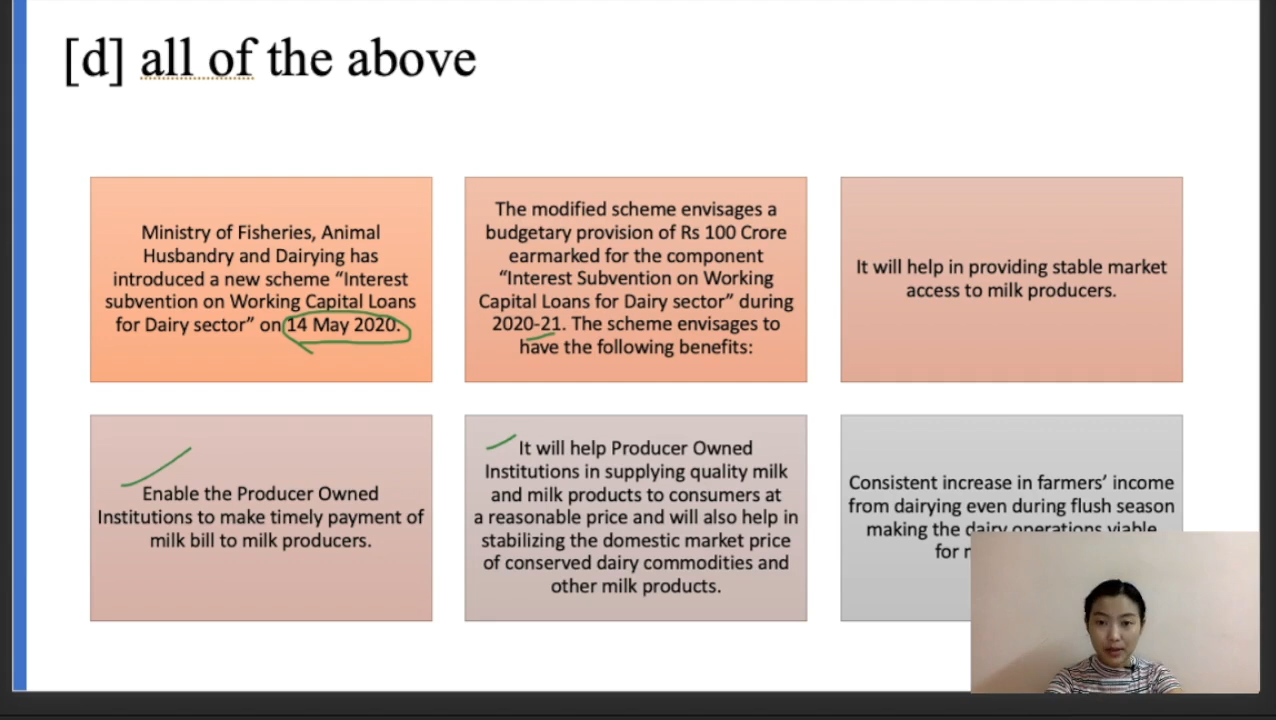 [d] all of the above
Ministry of Fisheries, Animal
Husbandry and Dairying has
introduced a new scheme “Interest
subvention on Working Capital Loans
for Dairy sector” on 14 May 2020.
The modified scheme envisages a
budgetary provision of Rs 100 Crore
earmarked for the component
“Interest Subvention on Working
Capital Loans for Dairy sector” during
2020-21. The scheme envisages to
have the following benefits:
It will help in providing stable market
access to milk producers.
Enable the Producer Owned
Institutions to make timely payment of
milk bill to milk producers.
It will help Producer Owned
Institutions in supplying quality milk
and milk products to consumers at
a reasonable price and will also help in
stabilizing the domestic market price
of conserved dairy commodities and
other milk products.
Consistent increase in farmers’ income
from dairying even during flush season
making the dairy operations viable
for